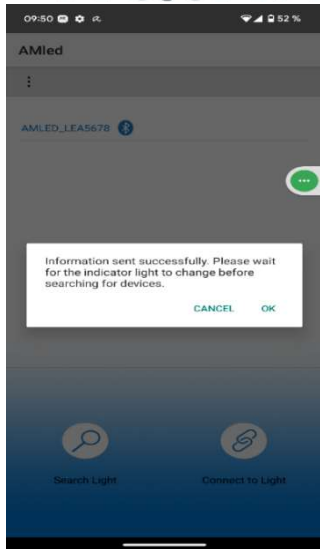 09:50 52 %
AMled
AMLED_LEA5678
Information sent successfully. Please wait
for the indicator light to change before
searching for devices.
CANCEL OK
Search Light Connect to Light